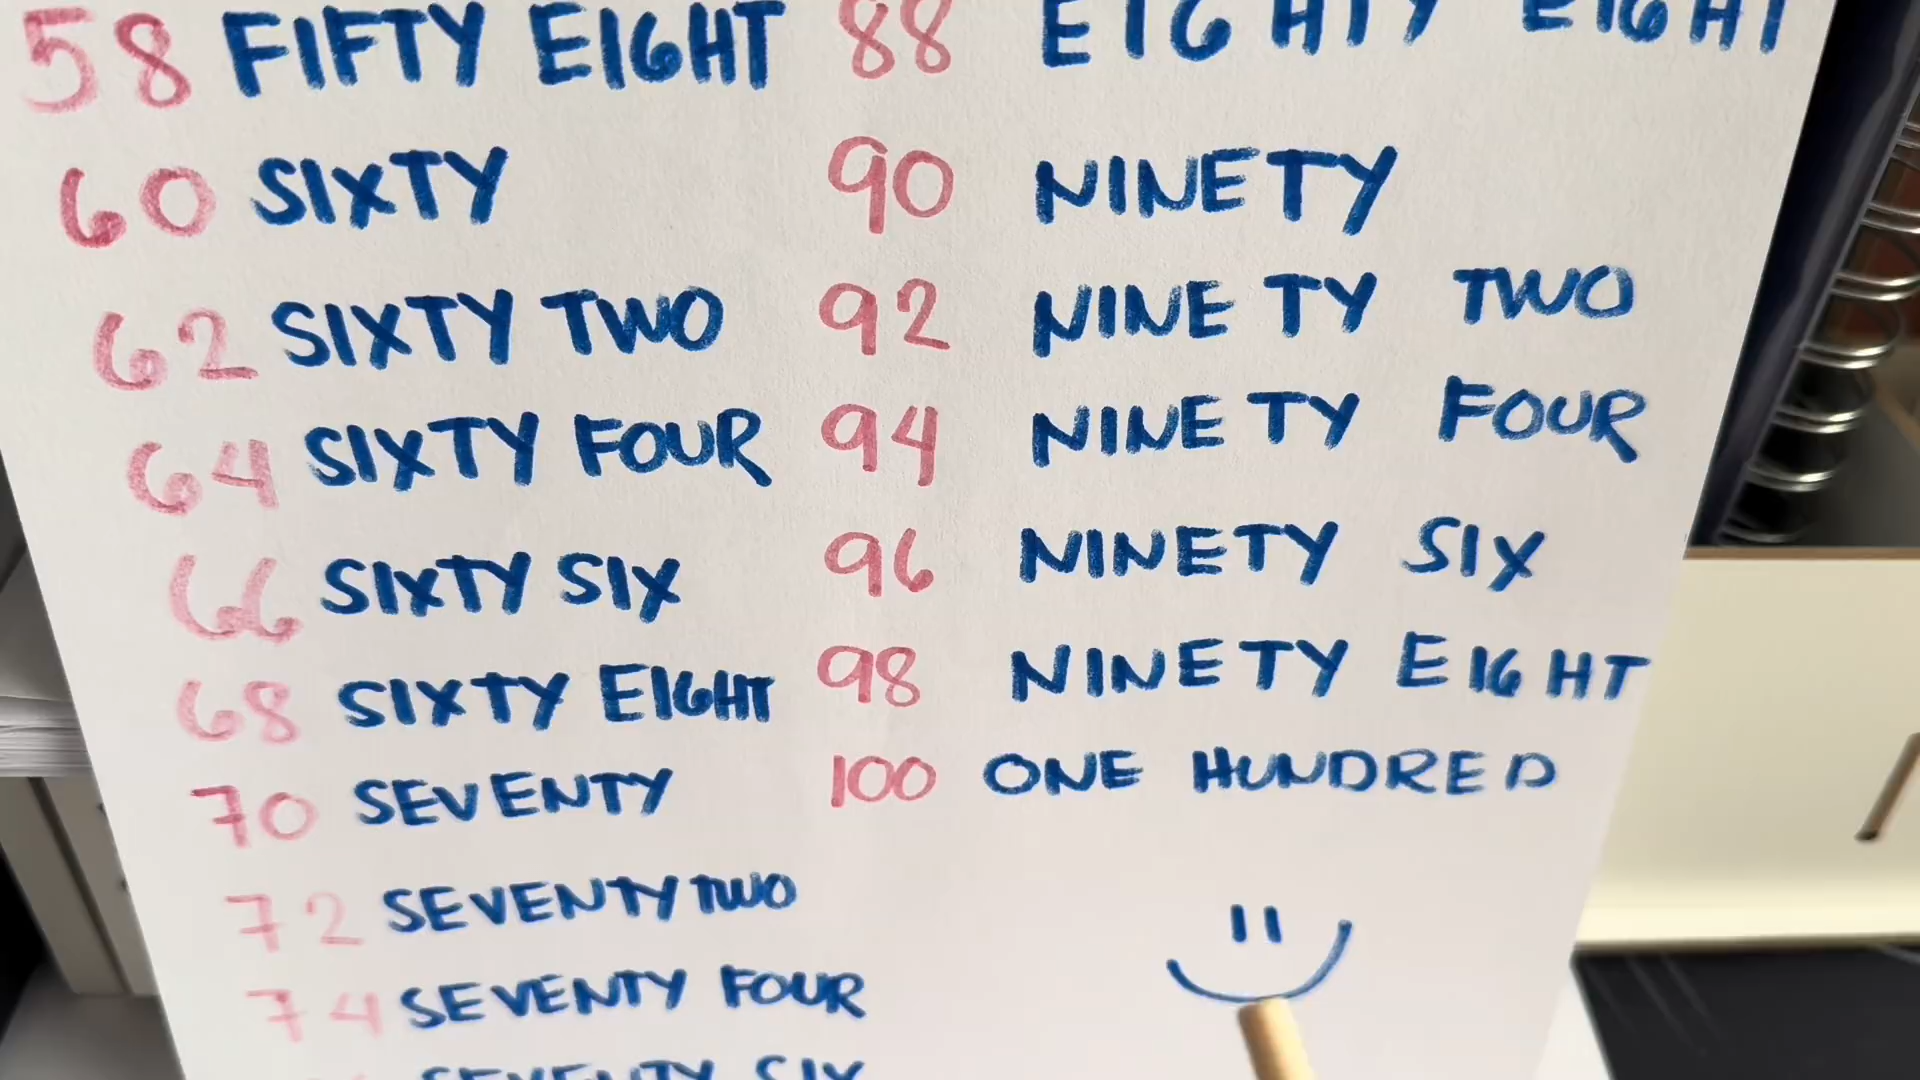 58 FIFTY EIGHT
60 SIXTY
62 SIXTY TWO
64 SIXTY FOUR
66 SIXTY SIX
68 SIXTY EIGHT
70 SEVENTY
72 SEVENTY TWO
74 SEVENTY FOUR
SEVENTY SIX
88 EIGHTY EIGHT
90 NINETY
92 NINETY TWO
94 NINETY FOUR
96 NINETY SIX
98 NINETY EIGHT
100 ONE HUNDRED